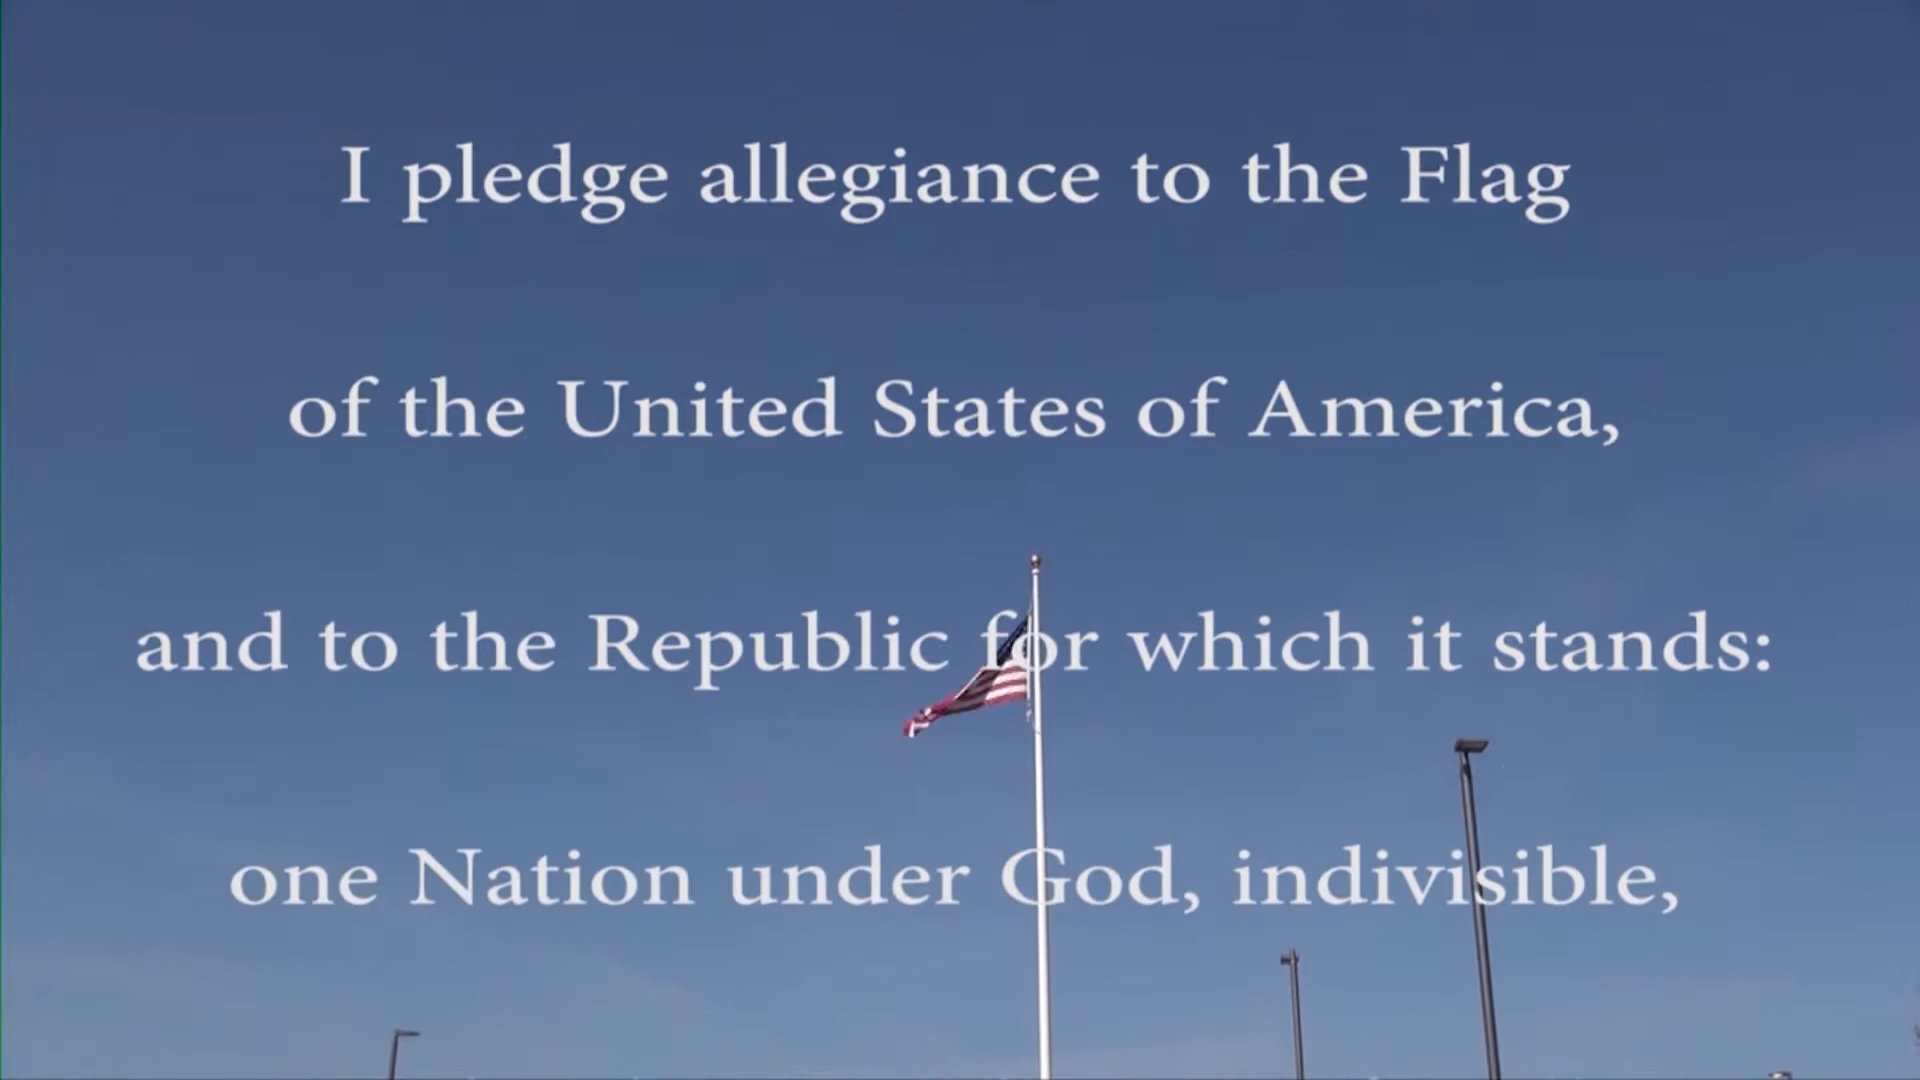 I pledge allegiance to the Flag
of the United States of America,
and to the Republic for which it stands:
one Nation under God, indivisible,